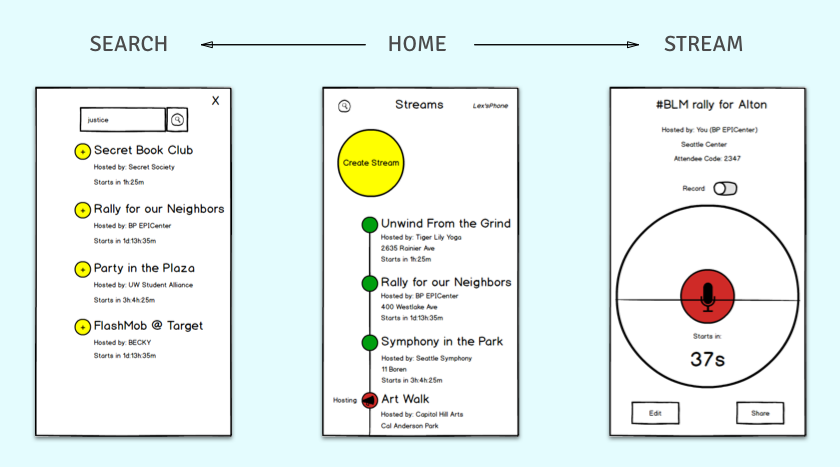 SEARCH
HOME
STREAM
X
justice
Secret Book Club
Hosted by: Secret Society
Starts in 1h:25m
Rally for our Neighbors
Hosted by: BP EPICenter
Starts in 1d:13h:35m
Party in the Plaza
Hosted by: UW Student Alliance
Starts in 3h:4h:25m
FlashMob @ Target
Hosted by: BECKY
Starts in 1d:13h:35m
Streams
Lex'sPhone
Create Stream
Unwind From the Grind
Hosted by: Tiger Lily Yoga
2635 Rainier Ave
Starts in 1h:25m
Rally for our Neighbors
Hosted by: BP EPICenter
400 Westlake Ave
Starts in 1d:13h:35m
Symphony in the Park
Hosted by: Seattle Symphony
11 Boren
Starts in 3h:4h:25m
Hosting
Art Walk
Hosted by: Capitol Hill Arts
Cal Anderson Park
#BLM rally for Alton
Hosted by: You (BP EPICenter)
Seattle Center
Attendee Code: 2347
Record
Starts in:
37s
Edit
Share